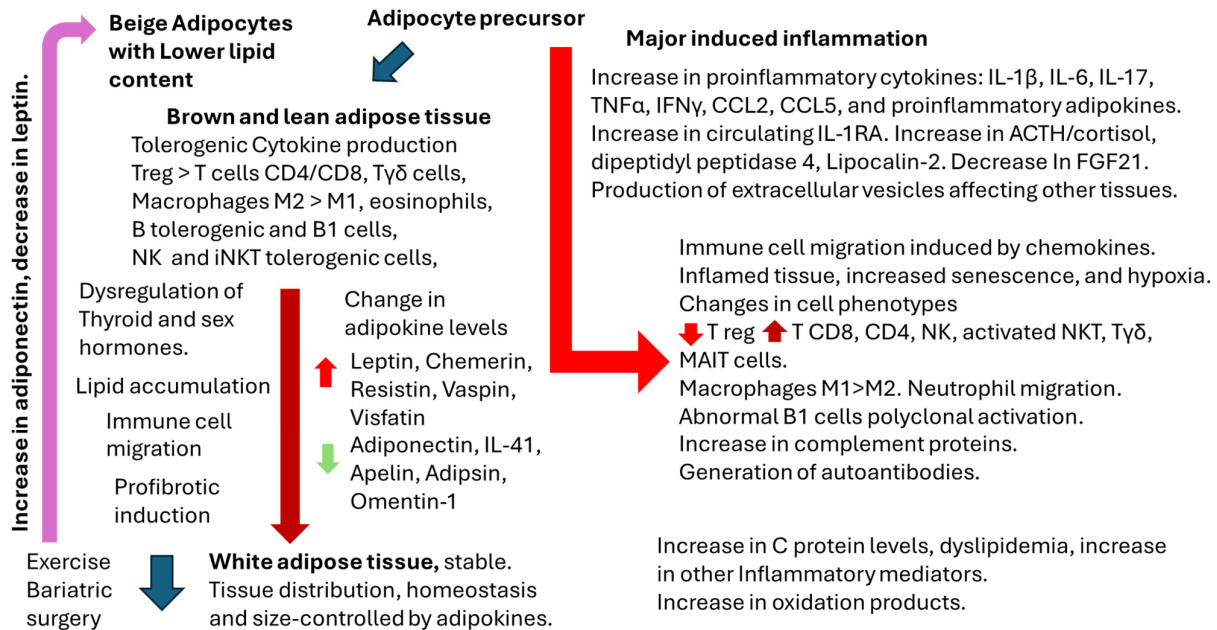 Increase in adiponectin, decrease in leptin.
Beige Adipocytes
with Lower lipid
content
Adipocyte precursor
Brown and lean adipose tissue
Tolerogenic Cytokine production
Treg > T cells CD4/CD8, Tγδ cells,
Macrophages M2 > M1, eosinophils,
B tolerogenic and B1 cells,
NK and iNKT tolerogenic cells,
Dysregulation of
Thyroid and sex
hormones.
Lipid accumulation
Immune cell
migration
Profibrotic
induction
Change in
adipokine levels
Leptin, Chemerin,
Resistin, Vaspin,
Visfatin
Adiponectin, IL-41,
Apelin, Adipsin,
Omentin-1
Exercise
Bariatric
surgery
White adipose tissue, stable.
Tissue distribution, homeostasis
and size-controlled by adipokines.
Major induced inflammation
Increase in proinflammatory cytokines: IL-1β, IL-6, IL-17,
TNFα, IFNγ, CCL2, CCL5, and proinflammatory adipokines.
Increase in circulating IL-1RA. Increase in ACTH/cortisol,
dipeptidyl peptidase 4, Lipocalin-2. Decrease In FGF21.
Production of extracellular vesicles affecting other tissues.
Immune cell migration induced by chemokines.
Inflamed tissue, increased senescence, and hypoxia.
Changes in cell phenotypes
T reg T CD8, CD4, NK, activated NKT, Tγδ,
MAIT cells.
Macrophages M1>M2. Neutrophil migration.
Abnormal B1 cells polyclonal activation.
Increase in complement proteins.
Generation of autoantibodies.
Increase in C protein levels, dyslipidemia, increase
in other Inflammatory mediators.
Increase in oxidation products.